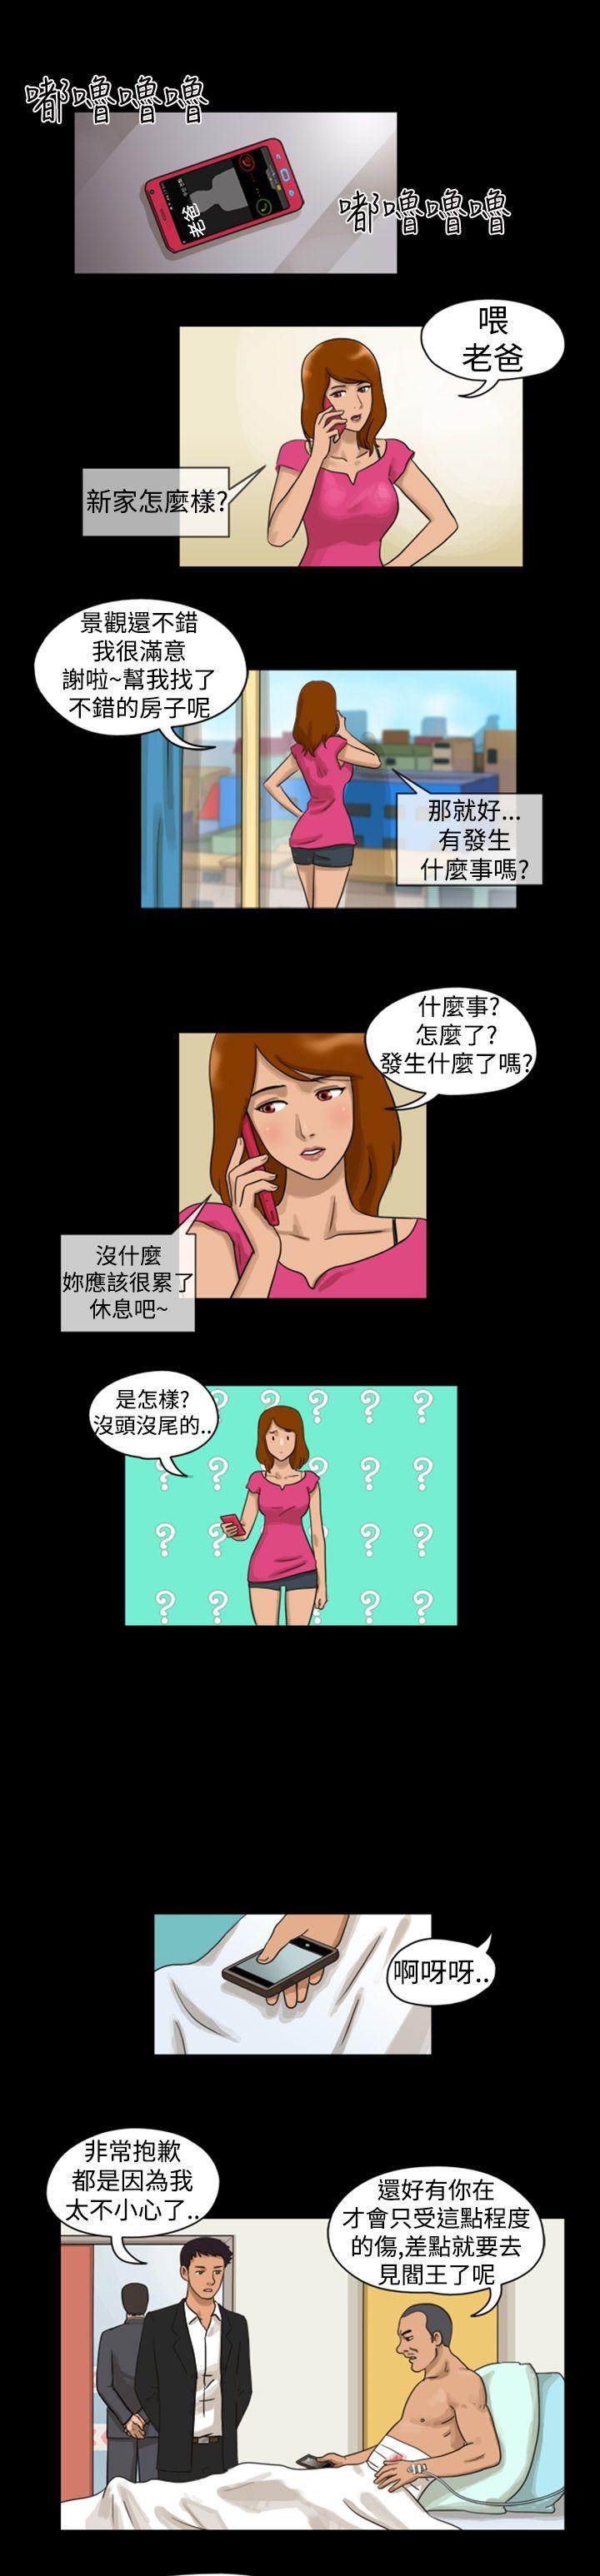 嘟嚕嚕嚕
老爸
嘟嚕嚕嚕
喂
老爸
新家怎麼樣?
景觀還不錯
我很滿意
謝啦~幫我找了
不錯的房子呢
那就好...
有發生
什麼事嗎?
什麼事?
怎麼了?
發生什麼了嗎?
沒什麼
妳應該很累了
休息吧~
是怎樣?
沒頭沒尾的..
? ? ? ? ?
? ? ? ?
? ? ? ?
? ? ? ? ?
啊呀呀..
非常抱歉
都是因為我
太不小心了..
還好有你在
才會只受這點程度
的傷,差點就要去
見閻王了呢